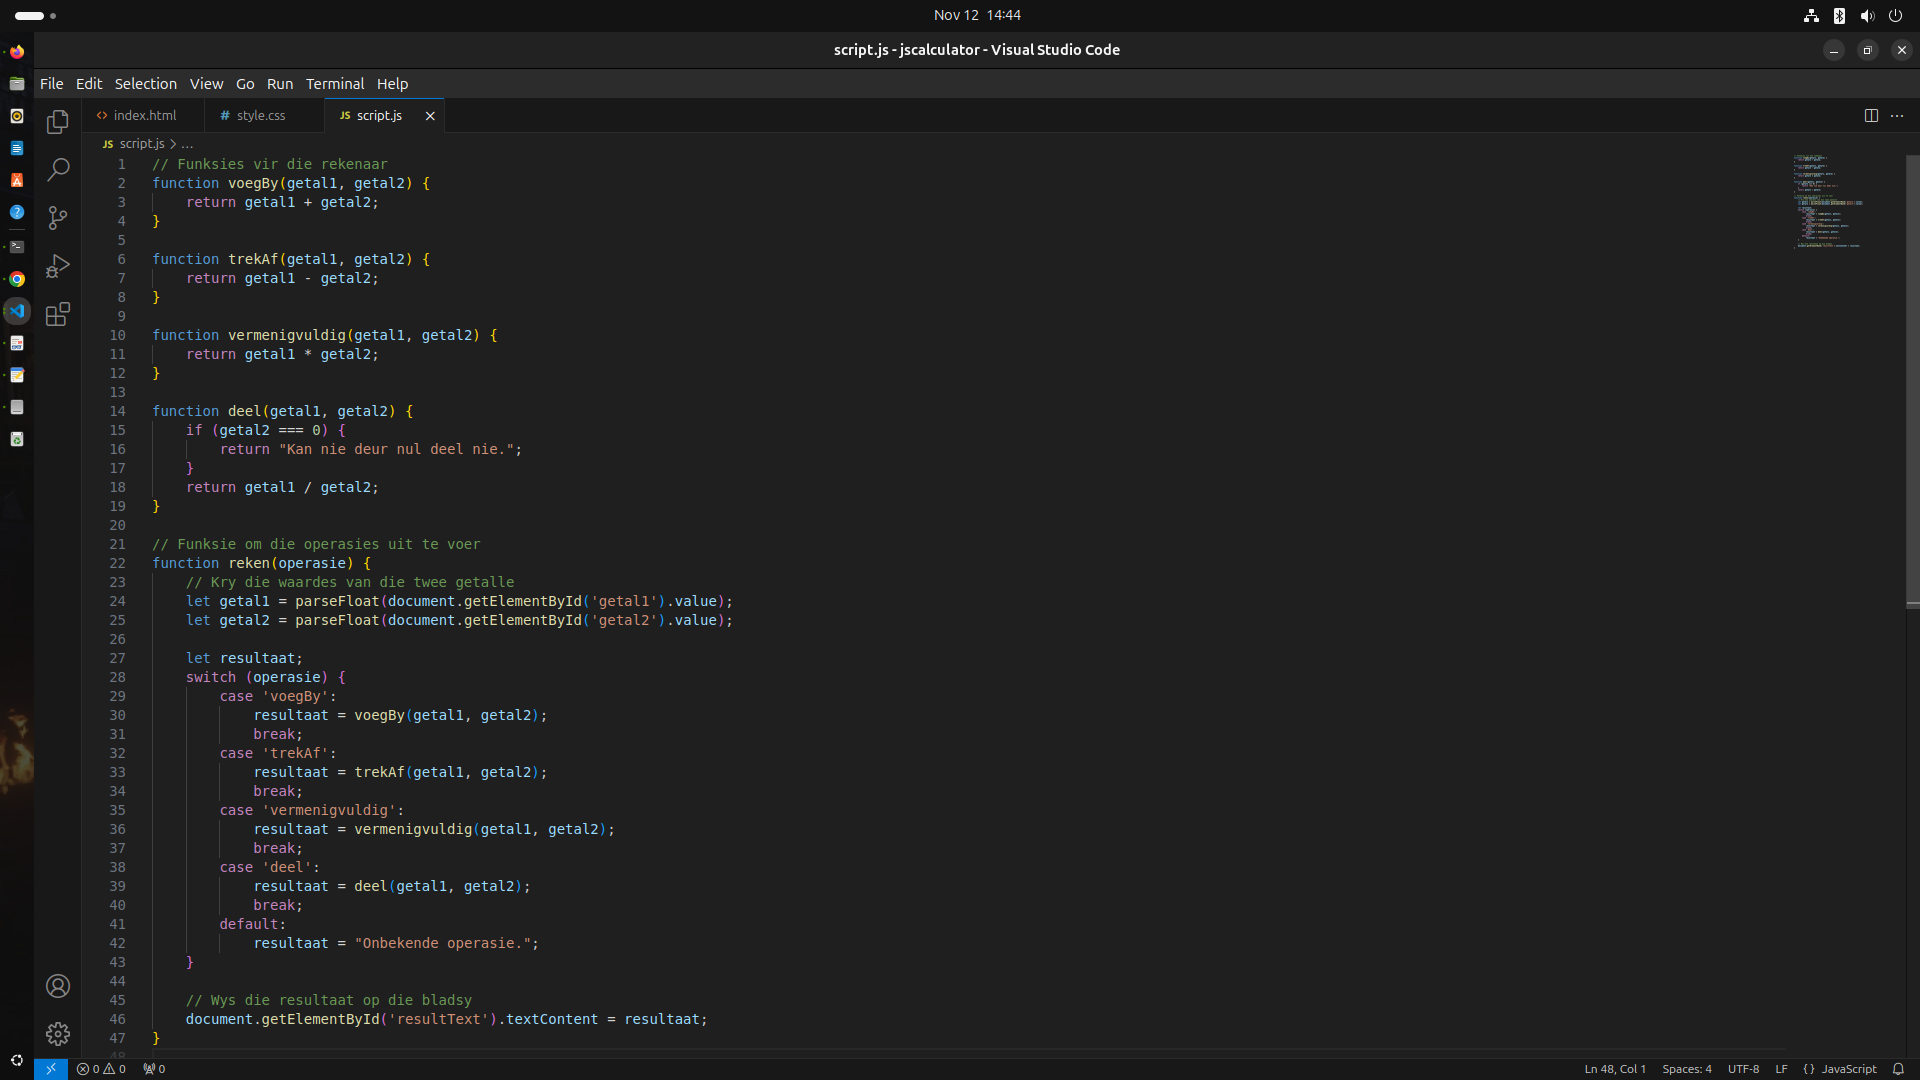 Nov 12 14:44
script.js - jscalculator - Visual Studio Code
File Edit Selection View Go Run Terminal Help
<> index.html # style.css JS script.js
JS script.js > ...
1 // Funksies vir die rekenaar
2 function voegBy(getal1, getal2) {
3     return getal1 + getal2;
4 }
5
6 function trekAf(getal1, getal2) {
7     return getal1 - getal2;
8 }
9
10 function vermenigvuldig(getal1, getal2) {
11     return getal1 * getal2;
12 }
13
14 function deel(getal1, getal2) {
15     if (getal2 === 0) {
16         return "Kan nie deur nul deel nie.";
17     }
18     return getal1 / getal2;
19 }
20
21 // Funksie om die operasies uit te voer
22 function reken(operasie) {
23     // Kry die waardes van die twee getalle
24     let getal1 = parseFloat(document.getElementById('getal1').value);
25     let getal2 = parseFloat(document.getElementById('getal2').value);
26
27     let resultaat;
28     switch (operasie) {
29         case 'voegBy':
30             resultaat = voegBy(getal1, getal2);
31             break;
32         case 'trekAf':
33             resultaat = trekAf(getal1, getal2);
34             break;
35         case 'vermenigvuldig':
36             resultaat = vermenigvuldig(getal1, getal2);
37             break;
38         case 'deel':
39             resultaat = deel(getal1, getal2);
40             break;
41         default:
42             resultaat = "Onbekende operasie.";
43     }
44
45     // Wys die resultaat op die bladsy
46     document.getElementById('resultText').textContent = resultaat;
47 }
48
0 0 0 Ln 48, Col 1 Spaces: 4 UTF-8 LF {} JavaScript